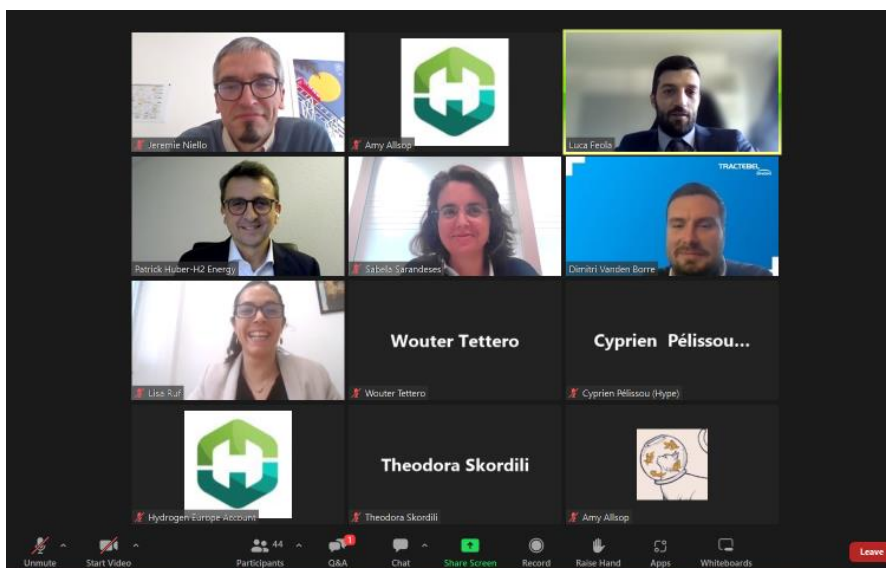 Jeremie Niello
Amy Allsop
Luca Feola
TRACTEBEL
Patrick Huber-H2 Energy
Sabela Sarandeses
Dimitri Vanden Borre
Lisa Ruf
Wouter Tettero
Wouter Tettero
Cyprien Pélissou...
Cyprien Pélissou (Hype)
Hydrogen Europe Account
Theodora Skordili
Theodora Skordili
Amy Allsop
Unmute
Start Video
44
Participants
1
Q&A
Chat
Share Screen
Record
Raise Hand
Apps
Whiteboards
Leave